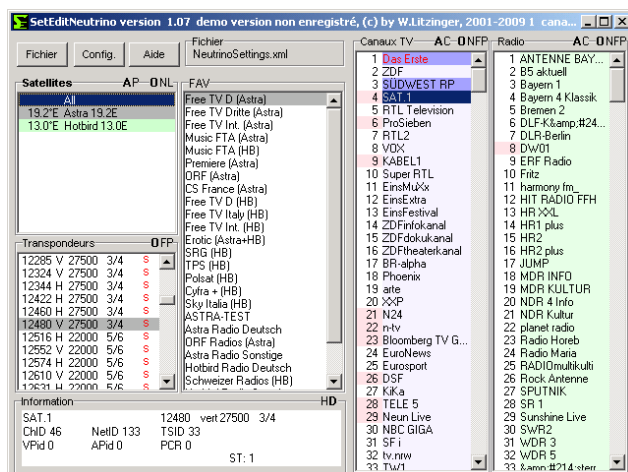 SetEditNeutrino version 1.07 demo version non enregistré, (c) by W.Litzinger, 2001-2009 1 cana...
Fichier
Config.
Aide
Fichier
NeutrinoSettings.xml
Satellites
AP-ONL
All
19.2°E Astra 19.2E
13.0°E Hotbird 13.0E
Transpondeurs
OFP
12285 V 27500 3/4 S
12324 V 27500 3/4 S
12344 H 27500 3/4 S
12422 H 27500 3/4 S
12460 H 27500 3/4 S
12480 V 27500 3/4 S
12516 H 22000 5/6 S
12552 V 22000 5/6 S
12574 H 22000 5/6 S
12610 V 22000 5/6 S
12631 H 22000 5/6 S
FAV
Free TV D (Astra)
Free TV Dritte (Astra)
Free TV Int. (Astra)
Music FTA (Astra)
Music FTA (HB)
Premiere (Astra)
ORF (Astra)
CS France (Astra)
Free TV D (HB)
Free TV Italy (HB)
Free TV Int. (HB)
Erotic (Astra+HB)
SRG (HB)
TPS (HB)
Polsat (HB)
Cyfra + (HB)
Sky Italia (HB)
ASTRA-TEST
Astra Radio Deutsch
ORF Radios (Astra)
Astra Radio Sonstige
Hotbird Radio Deutsch
Schweizer Radios (HB)
Information
HD
SAT.1 12480 vert 27500 3/4
ChID 46 NetID 133 TSID 33
VPid 0 APid 0 PCR 0
ST: 1
Canaux TV
AC-ONFP
1 Das Erste
2 ZDF
3 SÜDWEST RP
4 SAT.1
5 RTL Television
6 ProSieben
7 RTL2
8 VOX
9 KABEL1
10 Super RTL
11 EinsMuXx
12 EinsExtra
13 EinsFestival
14 ZDFinfokanal
15 ZDFdokukanal
16 ZDFtheaterkanal
17 BR-alpha
18 Phoenix
19 arte
20 XXP
21 N24
22 n-tv
23 Bloomberg TV G...
24 EuroNews
25 Eurosport
26 DSF
27 KiKa
28 TELE 5
29 Neun Live
30 NBC GIGA
31 SF i
32 tv.nrw
33 TW1
Radio
AC-ONFP
1 ANTENNE BAY...
2 B5 aktuell
3 Bayern 1
4 Bayern 4 Klassik
5 Bremen 2
6 DLF-K&amp;#24...
7 DLR-Berlin
8 DW01
9 ERF Radio
10 Fritz
11 harmony fm_
12 HIT RADIO FFH
13 HR XXL
14 HR1 plus
15 HR2
16 HR2 plus
17 JUMP
18 MDR INFO
19 MDR KULTUR
20 NDR 4 Info
21 NDR Kultur
22 planet radio
23 Radio Horeb
24 Radio Maria
25 RADIOmultikulti
26 Rock Antenne
27 SPUTNIK
28 SR 1
29 Sunshine Live
30 SWR2
31 WDR 3
32 WDR 5
33 &amp;#214;sterr